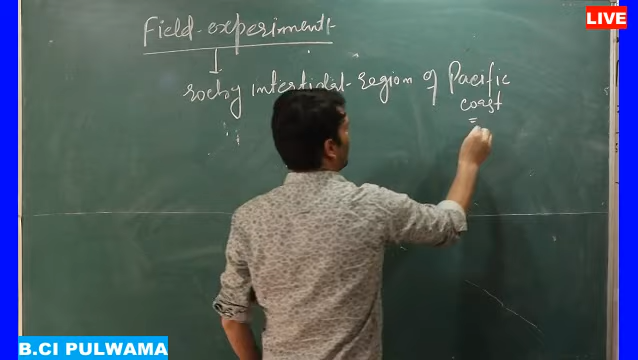 LIVE
Field-experiment
rocky intertidal-region of Pacific
coast
B.CI PULWAMA